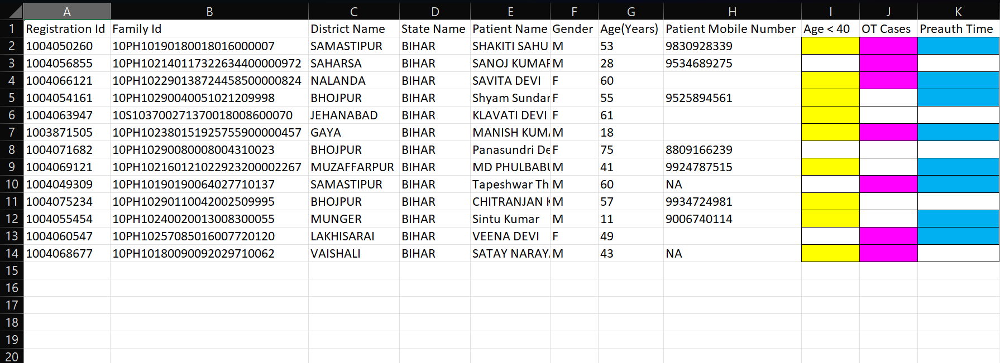 A B C D E F G H I J K
1 Registration Id Family Id District Name State Name Patient Name Gender Age(Years) Patient Mobile Number Age < 40 OT Cases Preauth Time
2 1004050260 10PH10190180018016000007 SAMASTIPUR BIHAR SHAKITI SAHU M 53 9830928339
3 1004056855 10PH102140117322634400000972 SAHARSA BIHAR SANOJ KUMAR M 28 9534689275
4 1004066121 10PH102290138724458500000824 NALANDA BIHAR SAVITA DEVI F 60
5 1004054161 10PH10290040051021209998 BHOJPUR BIHAR Shyam Sundar F 55 9525894561
6 1004063947 10S103700271370018008600070 JEHANABAD BIHAR KLAVATI DEVI F 61
7 1003871505 10PH102380151925755900000457 GAYA BIHAR MANISH KUMA M 18
8 1004071682 10PH10290080008004310023 BHOJPUR BIHAR Panasundri De F 75 8809166239
9 1004069121 10PH102160121022923200002267 MUZAFFARPUR BIHAR MD PHULBABU M 41 9924787515
10 1004049309 10PH10190190064027710137 SAMASTIPUR BIHAR Tapeshwar Th M 60 NA
11 1004075234 10PH10290110042002509995 BHOJPUR BIHAR CHITRANJAN K M 57 9934724981
12 1004055454 10PH10240020013008300055 MUNGER BIHAR Sintu Kumar M 11 9006740114
13 1004060547 10PH10257085016007720120 LAKHISARAI BIHAR VEENA DEVI F 49
14 1004068677 10PH10180090092029710062 VAISHALI BIHAR SATAY NARAYA M 43 NA
15
16
17
18
19
20